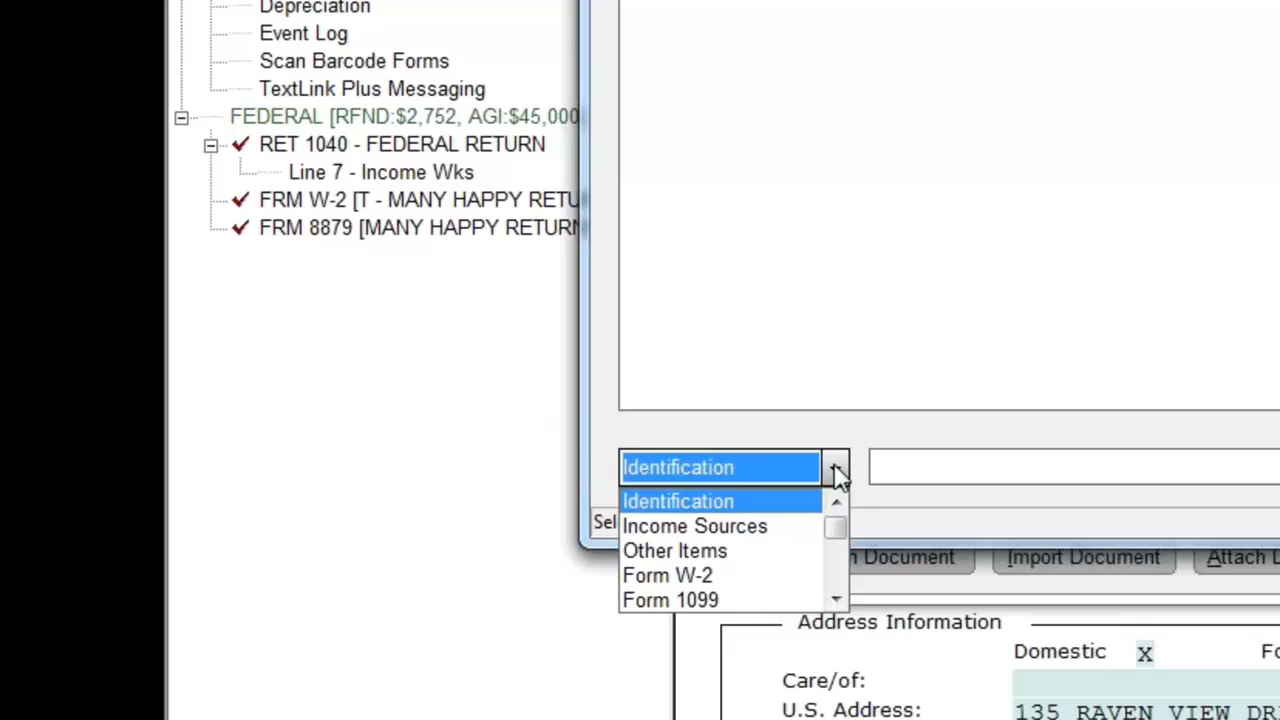 Depreciation
Event Log
Scan Barcode Forms
TextLink Plus Messaging
FEDERAL [RFND:$2,752, AGI:$45,000
RET 1040 - FEDERAL RETURN
Line 7 - Income Wks
FRM W-2 [T - MANY HAPPY RETU
FRM 8879 [MANY HAPPY RETURN
Identification
Identification
Income Sources
Other Items
Form W-2
Form 1099
Sel
Document
Import Document
Attach
Address Information
Domestic X Fo
Care/of:
U.S. Address: 135 RAVEN VIEW DR